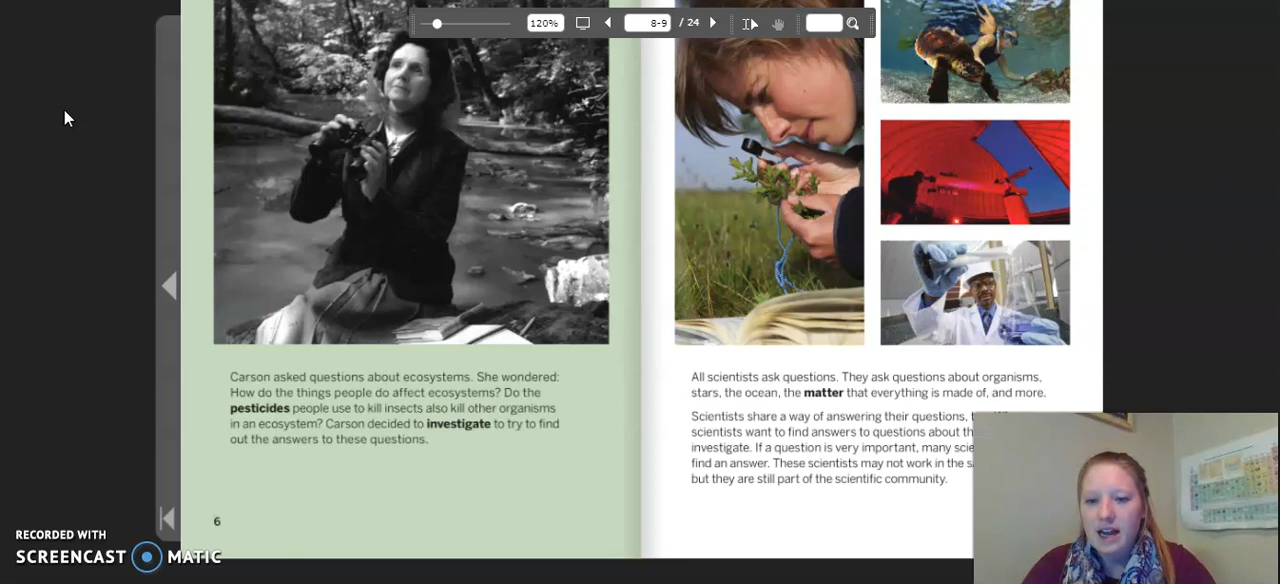 120%
8-9 / 24
Carson asked questions about ecosystems. She wondered:
How do the things people do affect ecosystems? Do the
pesticides people use to kill insects also kill other organisms
in an ecosystem? Carson decided to investigate to try to find
out the answers to these questions.
6
All scientists ask questions. They ask questions about organisms,
stars, the ocean, the matter that everything is made of, and more.
Scientists share a way of answering their questions,
scientists want to find answers to questions about
investigate. If a question is very important, many
find an answer. These scientists may not work in the
but they are still part of the scientific community.
RECORDED WITH
SCREENCAST MATIC